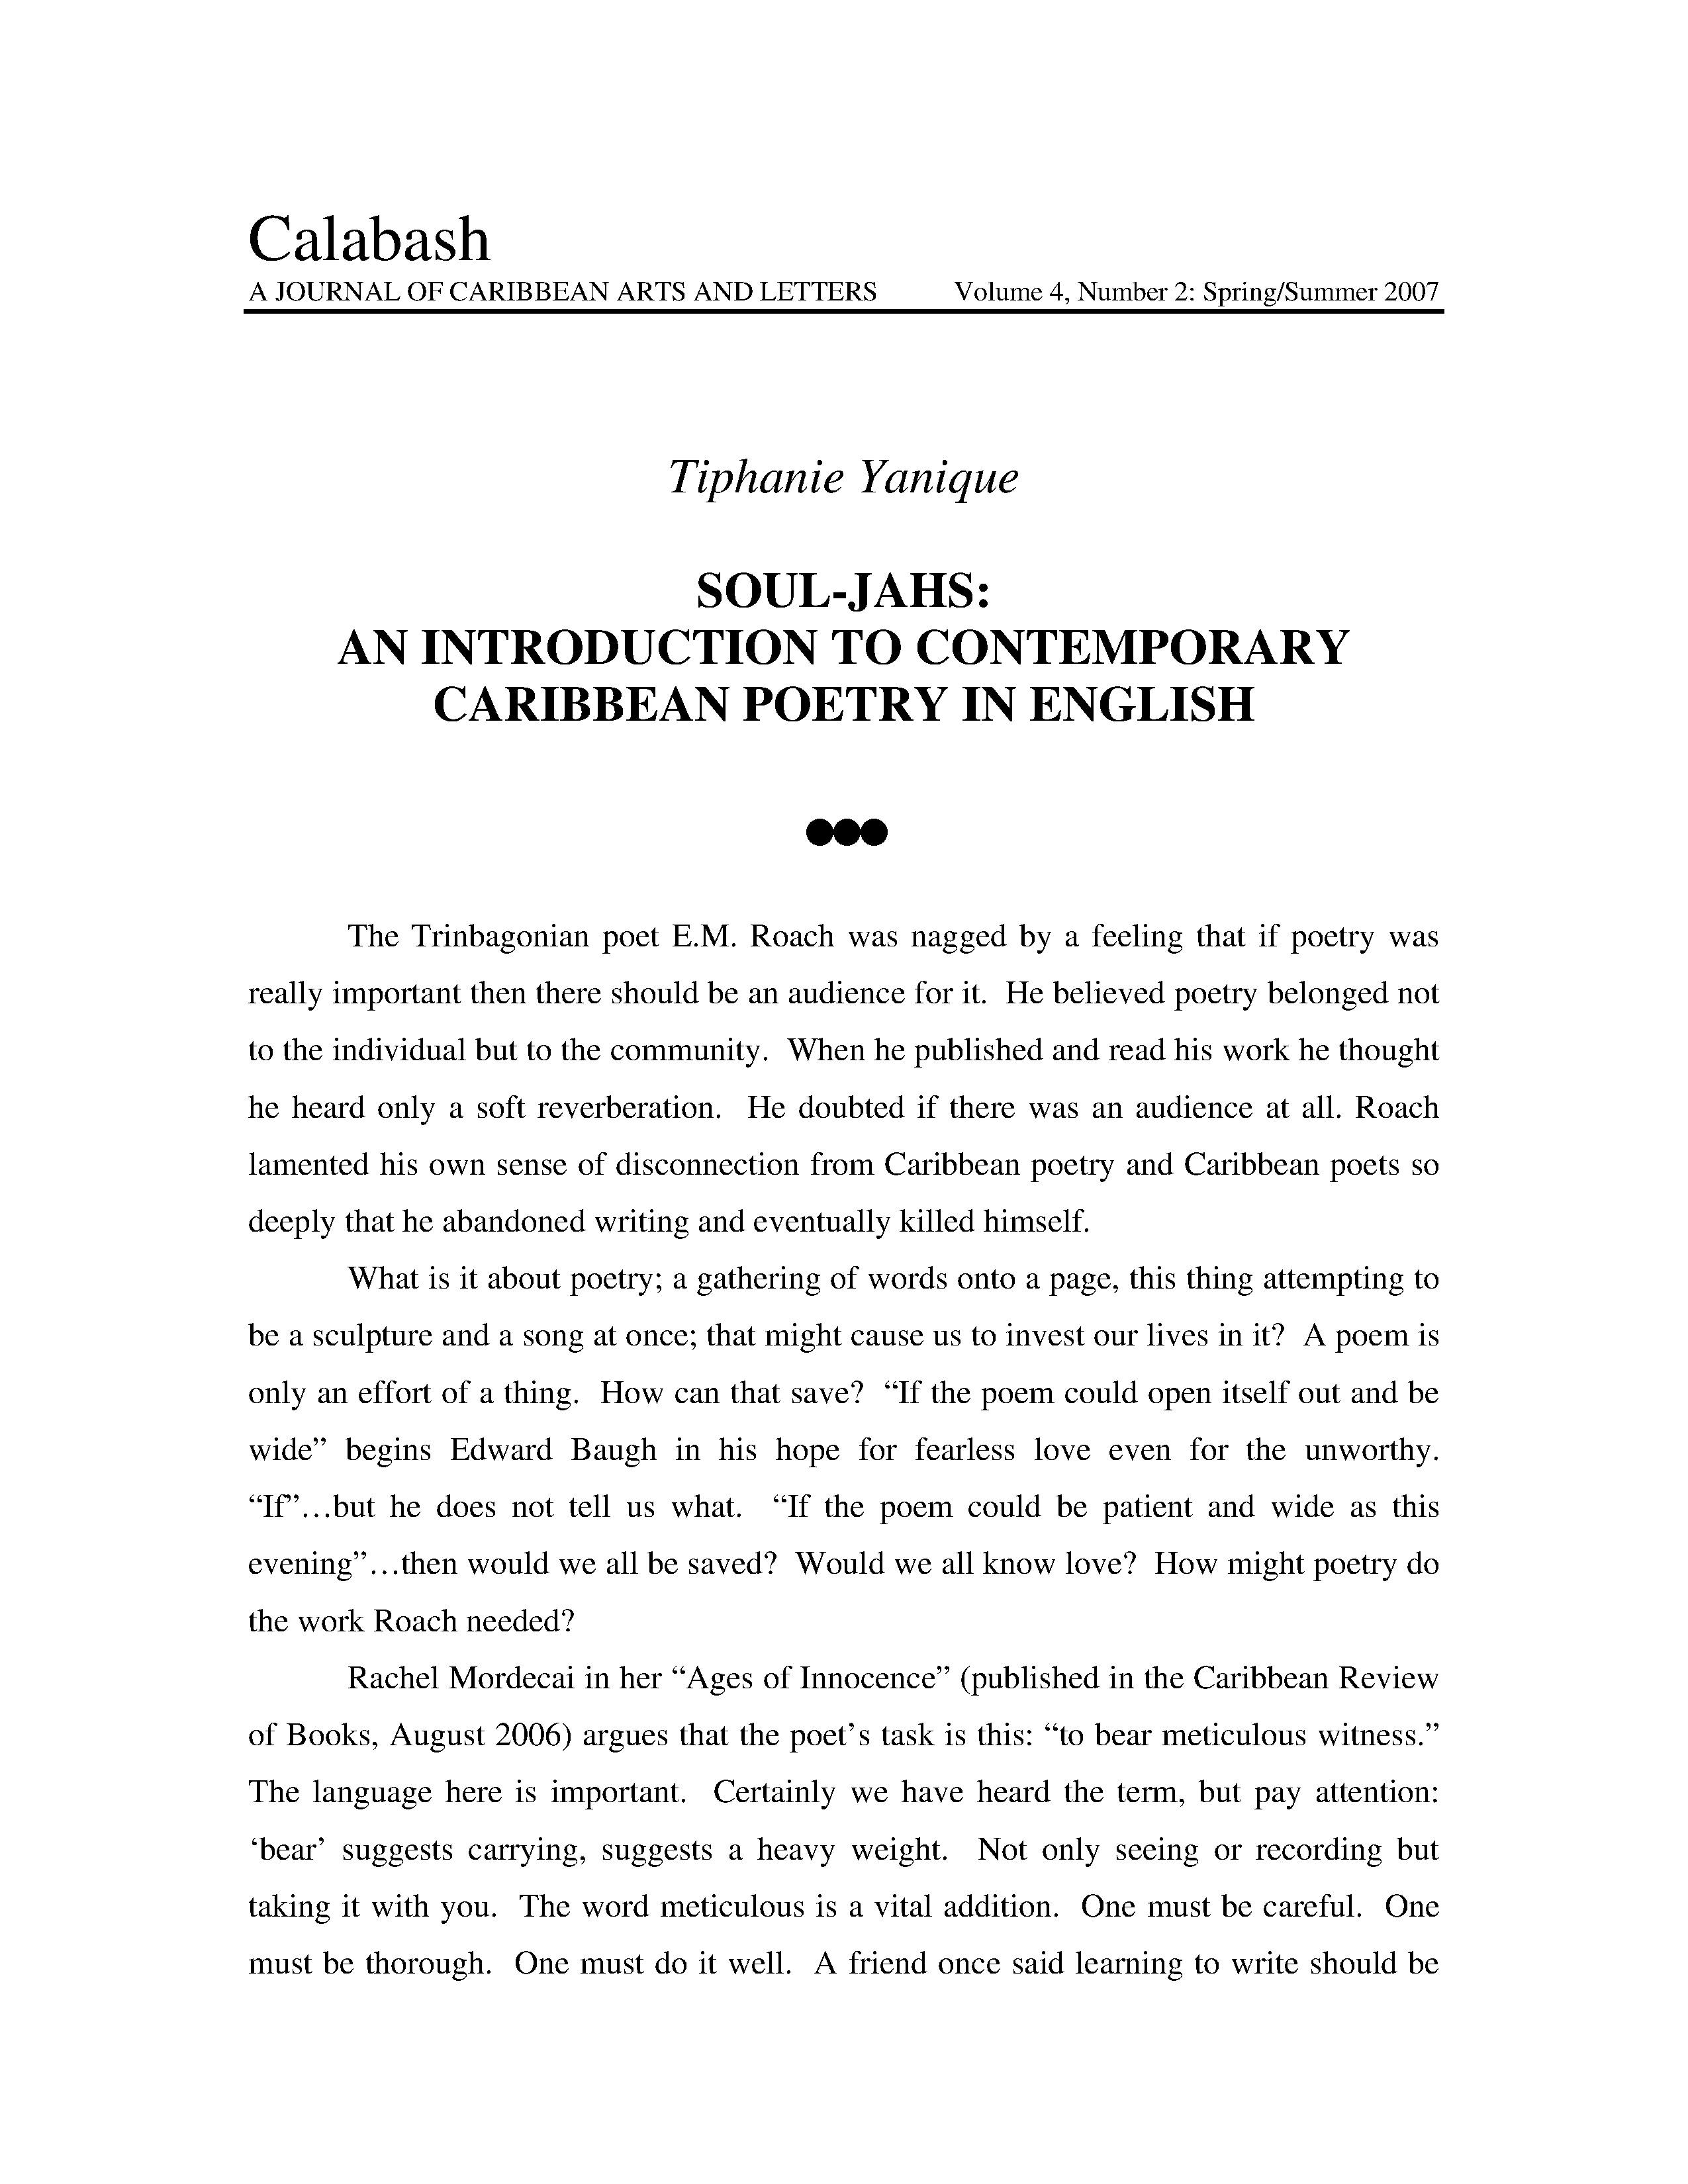 Calabash
A JOURNAL OF CARIBBEAN ARTS AND LETTERS Volume 4, Number 2: Spring/Summer 2007
Tiphanie Yanique
SOUL-JAHS:
AN INTRODUCTION TO CONTEMPORARY
CARIBBEAN POETRY IN ENGLISH
The Trinbagonian poet E.M. Roach was nagged by a feeling that if poetry was
really important then there should be an audience for it. He believed poetry belonged not
to the individual but to the community. When he published and read his work he thought
he heard only a soft reverberation. He doubted if there was an audience at all. Roach
lamented his own sense of disconnection from Caribbean poetry and Caribbean poets so
deeply that he abandoned writing and eventually killed himself.
What is it about poetry; a gathering of words onto a page, this thing attempting to
be a sculpture and a song at once; that might cause us to invest our lives in it? A poem is
only an effort of a thing. How can that save? “If the poem could open itself out and be
wide” begins Edward Baugh in his hope for fearless love even for the unworthy.
“If”…but he does not tell us what. “If the poem could be patient and wide as this
evening”…then would we all be saved? Would we all know love? How might poetry do
the work Roach needed?
Rachel Mordecai in her “Ages of Innocence” (published in the Caribbean Review
of Books, August 2006) argues that the poet’s task is this: “to bear meticulous witness.”
The language here is important. Certainly we have heard the term, but pay attention:
‘bear’ suggests carrying, suggests a heavy weight. Not only seeing or recording but
taking it with you. The word meticulous is a vital addition. One must be careful. One
must be thorough. One must do it well. A friend once said learning to write should be